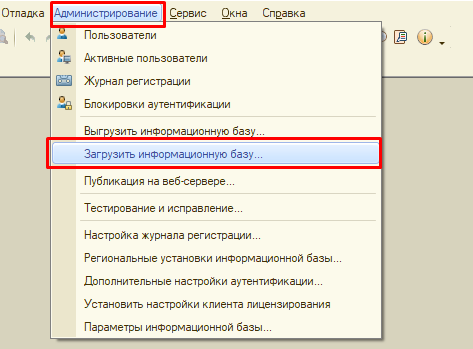 Отладка Администрирование Сервис Окна Справка
Пользователи
Активные пользователи
Журнал регистрации
Блокировки аутентификации
Выгрузить информационную базу...
Загрузить информационную базу...
Публикация на веб-сервере...
Тестирование и исправление...
Настройка журнала регистрации...
Региональные установки информационной базы...
Дополнительные настройки аутентификации...
Установить настройки клиента лицензирования
Параметры информационной базы...